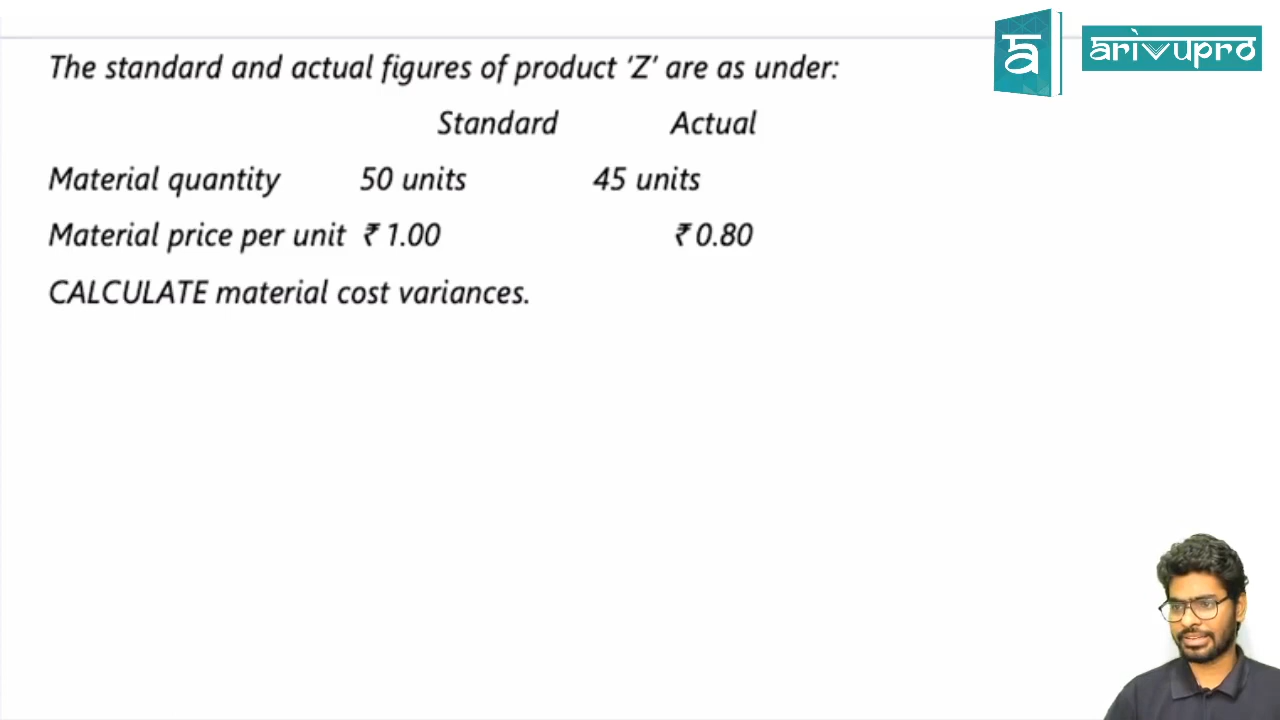 arivupro
The standard and actual figures of product 'Z' are as under:
Standard Actual
Material quantity 50 units 45 units
Material price per unit ₹ 1.00 ₹ 0.80
CALCULATE material cost variances.